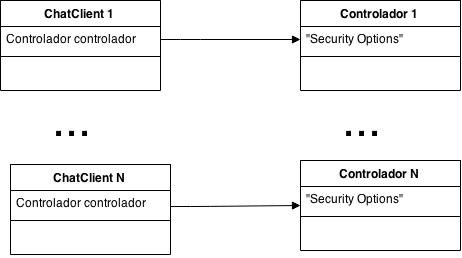 ChatClient 1
Controlador controlador
Controlador 1
"Security Options"
...
...
ChatClient N
Controlador controlador
Controlador N
"Security Options"